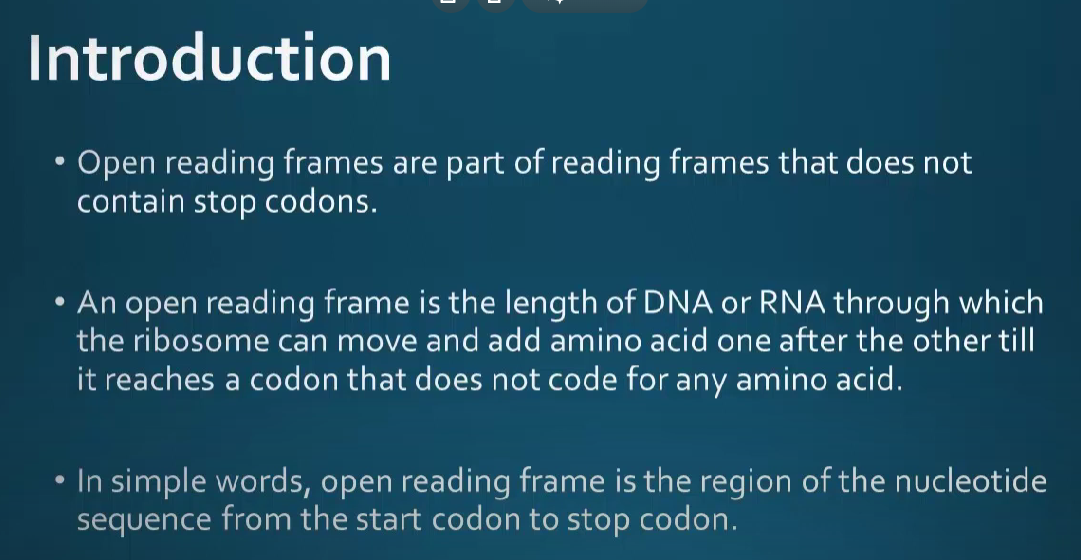 Introduction
• Open reading frames are part of reading frames that does not
contain stop codons.
• An open reading frame is the length of DNA or RNA through which
the ribosome can move and add amino acid one after the other till
it reaches a codon that does not code for any amino acid.
• In simple words, open reading frame is the region of the nucleotide
sequence from the start codon to stop codon.